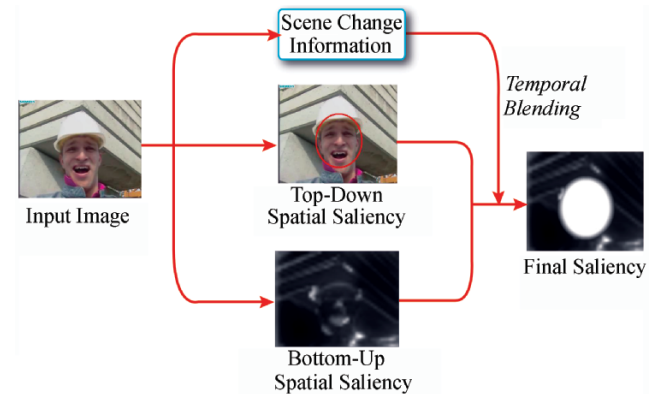 Scene Change
Information
Temporal
Blending
Input Image
Top-Down
Spatial Saliency
Final Saliency
Bottom-Up
Spatial Saliency